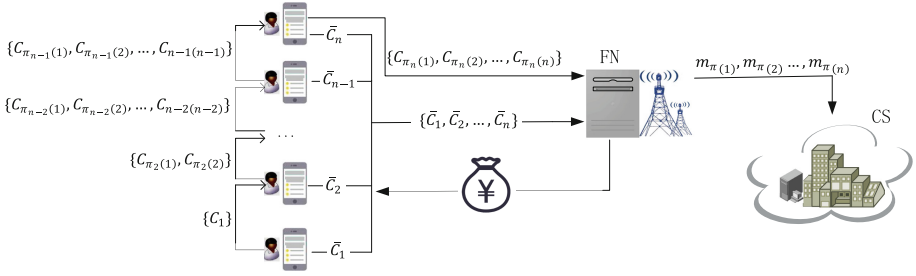 {C_{π_{n-1}(1)}, C_{π_{n-1}(2)}, ..., C_{n-1(n-1)}}
C̄_n
{C_{π_n(1)}, C_{π_n(2)}, ..., C_{π_n(n)}}
FN
m_{π(1)}, m_{π(2)} ..., m_{π(n)}
C̄_{n-1}
{C_{π_{n-2}(1)}, C_{π_{n-2}(2)}, ..., C_{n-2(n-2)}}
{C̄_1, C̄_2, ..., C̄_n}
CS
...
{C_{π_2(1)}, C_{π_2(2)}}
C̄_2
¥
{C_1}
C̄_1